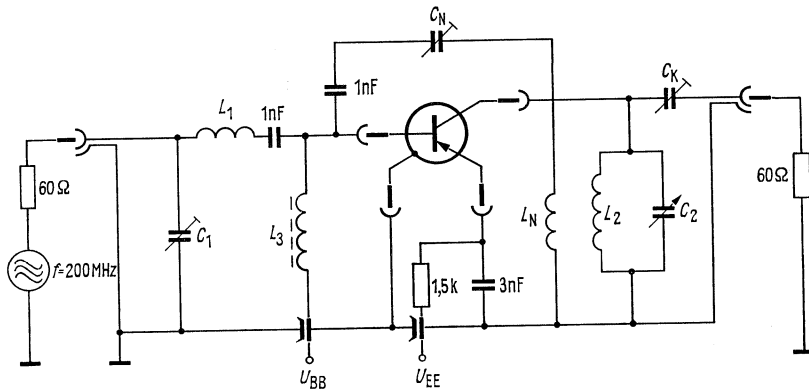 C_N
1nF
C_K
L_1
1nF
60Ω
C_1
L_3
L_N
L_2
C_2
60Ω
f=200MHz
1,5k
3nF
U_BB
U_EE